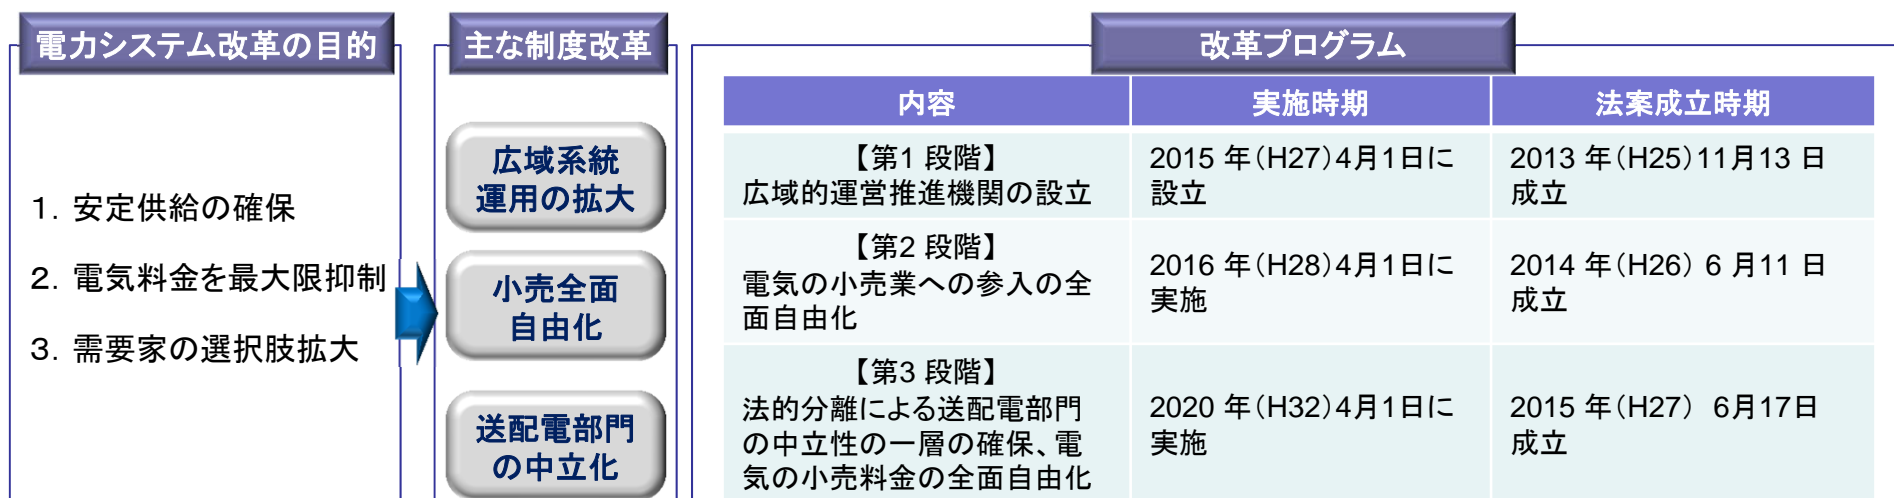 電力システム改革の目的
1. 安定供給の確保
2. 電気料金を最大限抑制
3. 需要家の選択肢拡大
主な制度改革
広域系統
運用の拡大
小売全面
自由化
送配電部門
の中立化
改革プログラム
内容 実施時期 法案成立時期
【第1 段階】
広域的運営推進機関の設立
2015 年(H27)4月1日に
設立
2013 年(H25)11月13 日
成立
【第2 段階】
電気の小売業への参入の全
面自由化
2016 年(H28)4月1日に
実施
2014 年(H26) 6 月11 日
成立
【第3 段階】
法的分離による送配電部門
の中立性の一層の確保、電
気の小売料金の全面自由化
2020 年(H32)4月1日に
実施
2015 年(H27) 6月17日
成立